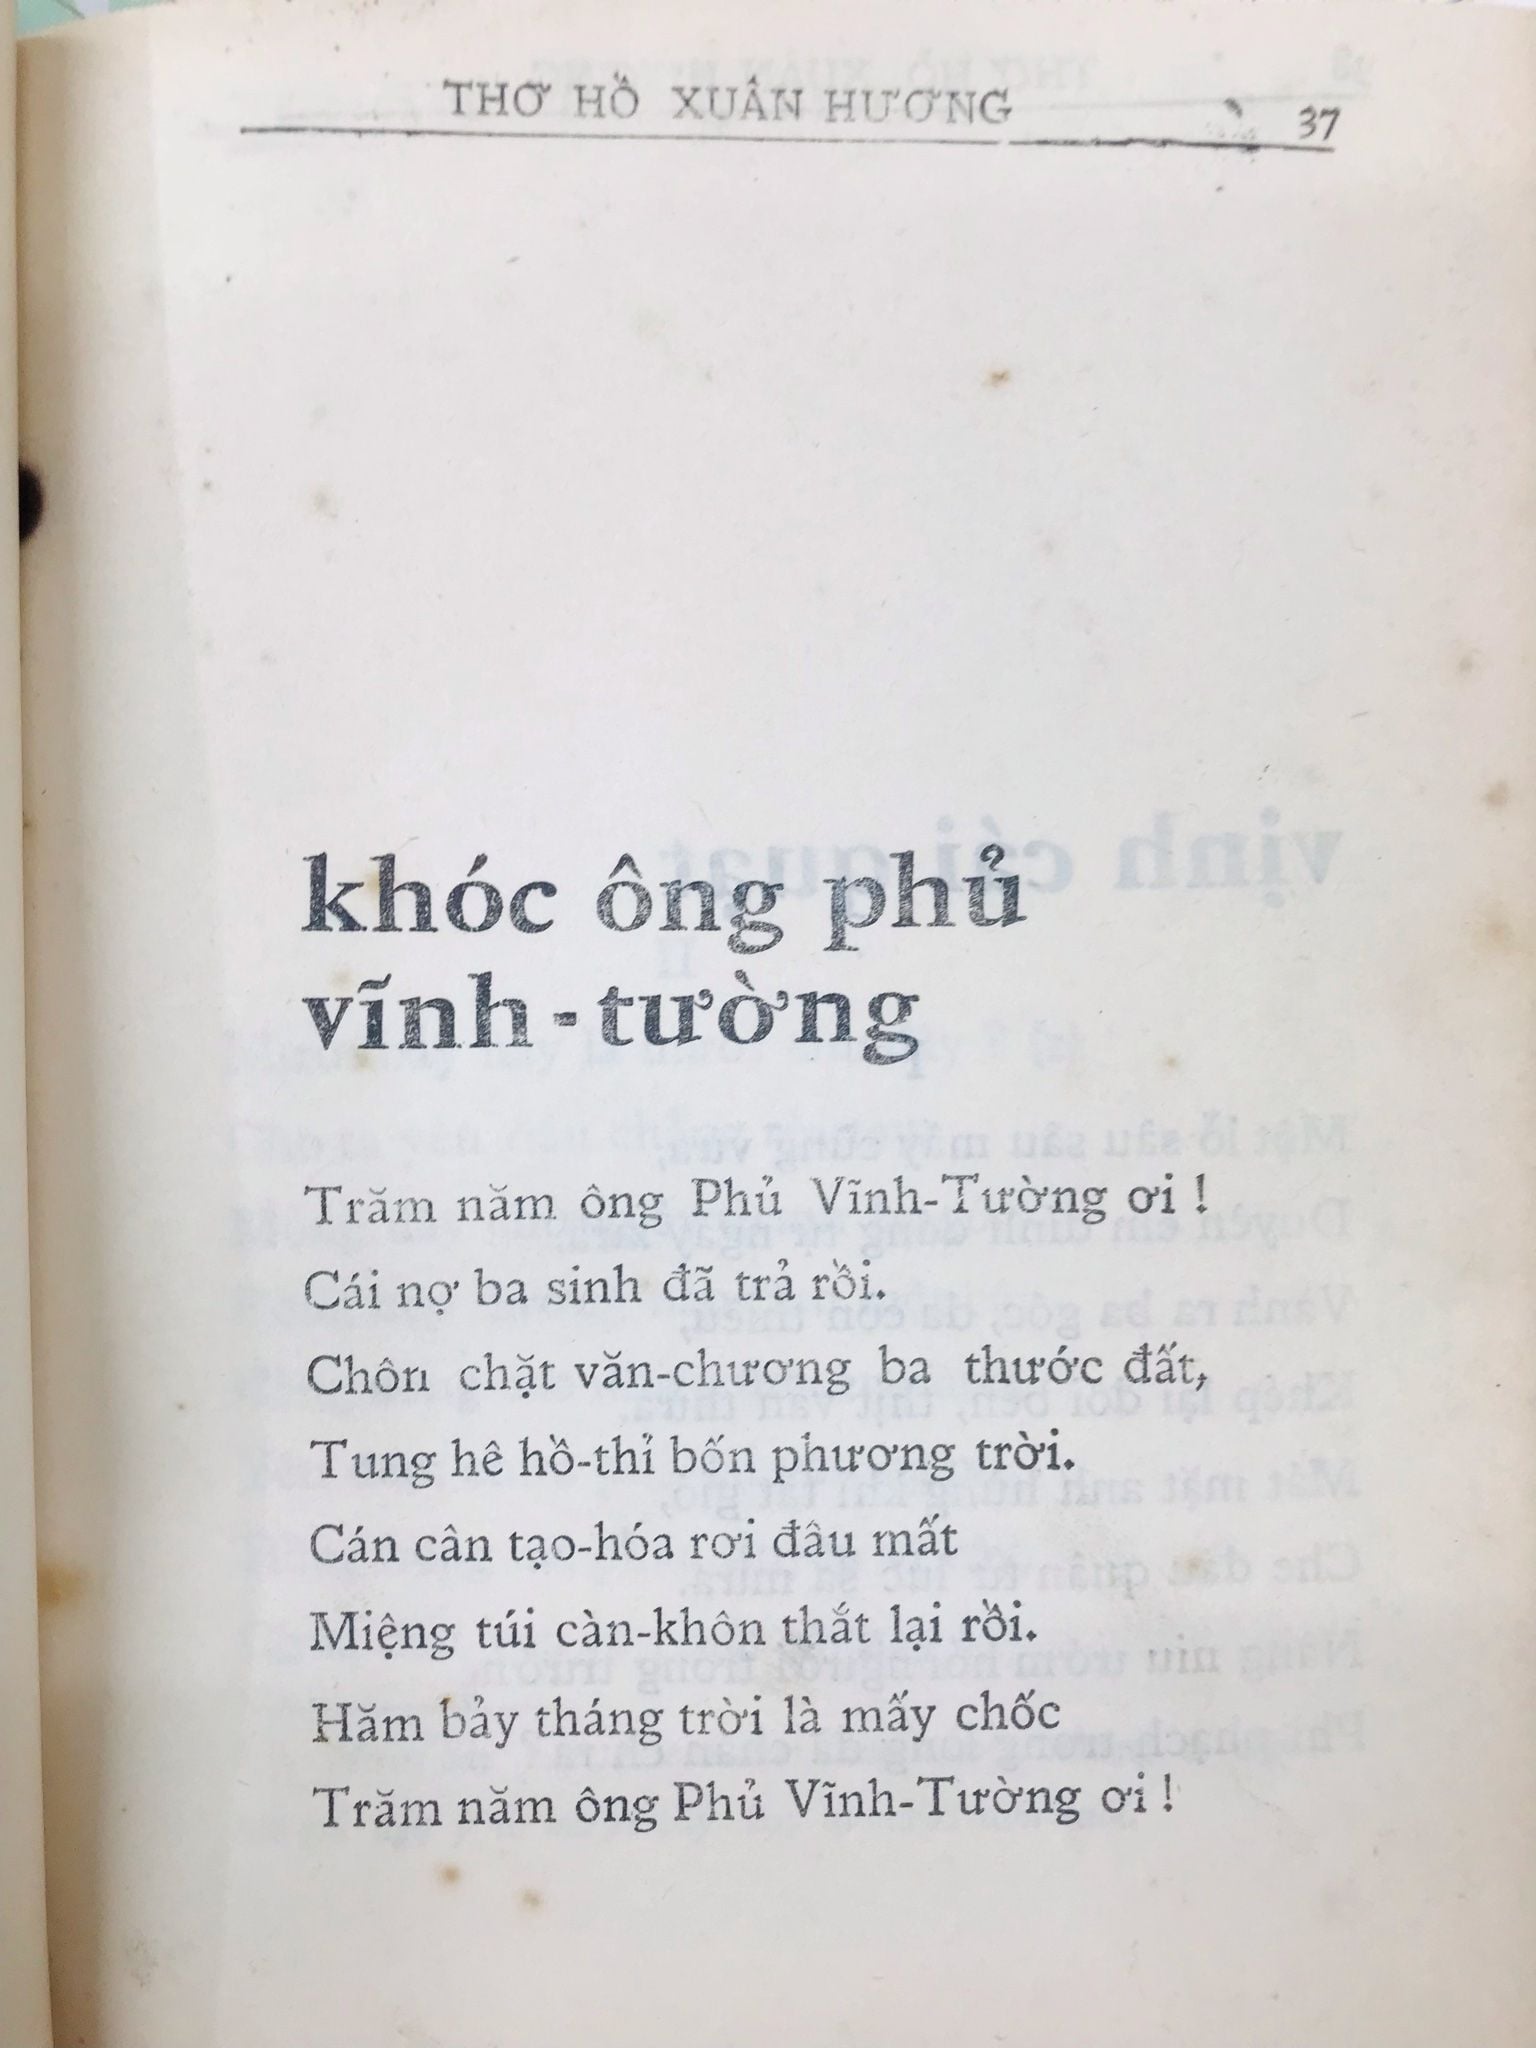 THƠ HỒ XUÂN HƯƠNG 37
khóc ông phủ
vĩnh-tường
Trăm năm ông Phủ Vĩnh-Tường ơi !
Cái nợ ba sinh đã trả rồi.
Chôn chặt văn-chương ba thước đất,
Tung hê hồ-thỉ bốn phương trời.
Cán cân tạo-hóa rơi đâu mất
Miệng túi càn-khôn thắt lại rồi.
Hăm bảy tháng trời là mấy chốc
Trăm năm ông Phủ Vĩnh-Tường ơi !